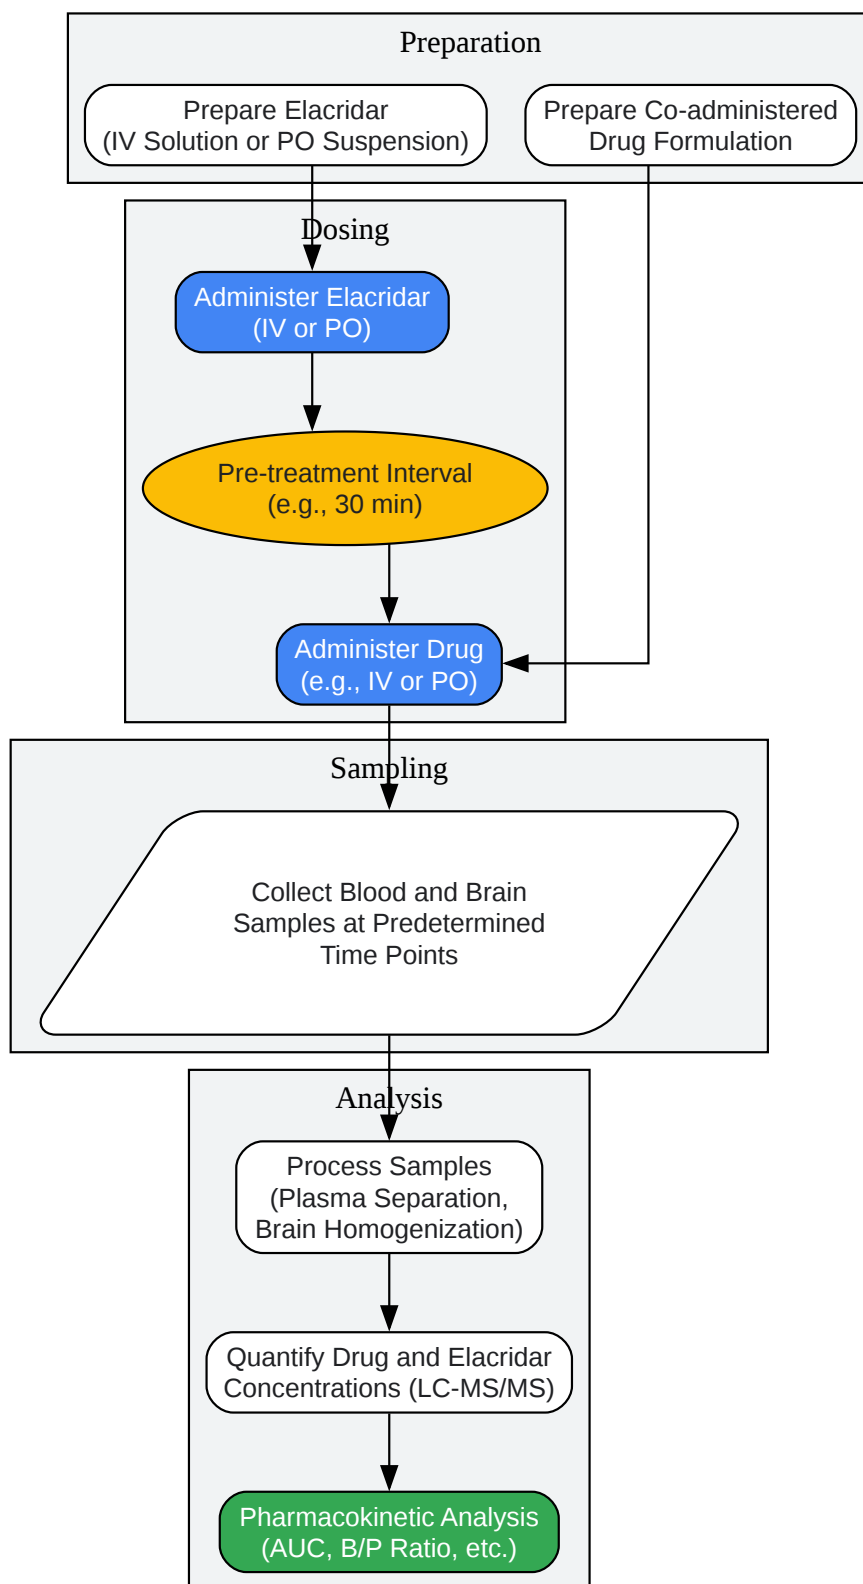 Preparation
Prepare Elacridar
(IV Solution or PO Suspension)
Prepare Co-administered
Drug Formulation
Dosing
Administer Elacridar
(IV or PO)
Pre-treatment Interval
(e.g., 30 min)
Administer Drug
(e.g., IV or PO)
Sampling
Collect Blood and Brain
Samples at Predetermined
Time Points
Analysis
Process Samples
(Plasma Separation,
Brain Homogenization)
Quantify Drug and Elacridar
Concentrations (LC-MS/MS)
Pharmacokinetic Analysis
(AUC, B/P Ratio, etc.)